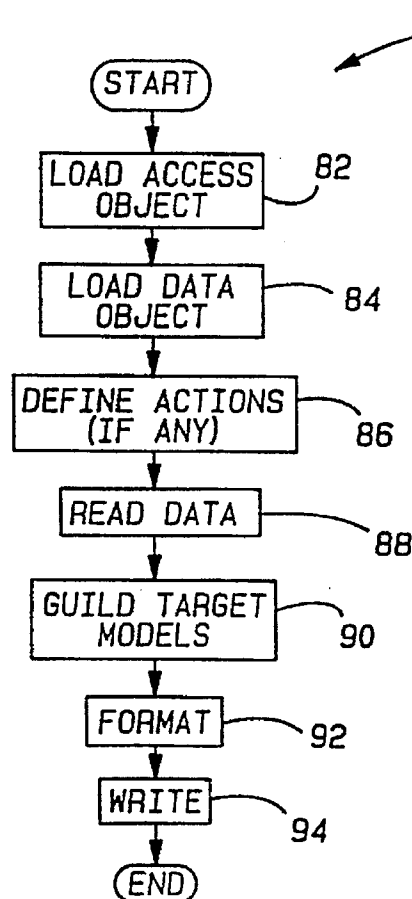 START
LOAD ACCESS
OBJECT
82
LOAD DATA
OBJECT
84
DEFINE ACTIONS
(IF ANY)
86
READ DATA
88
GUILD TARGET
MODELS
90
FORMAT
92
WRITE
94
END